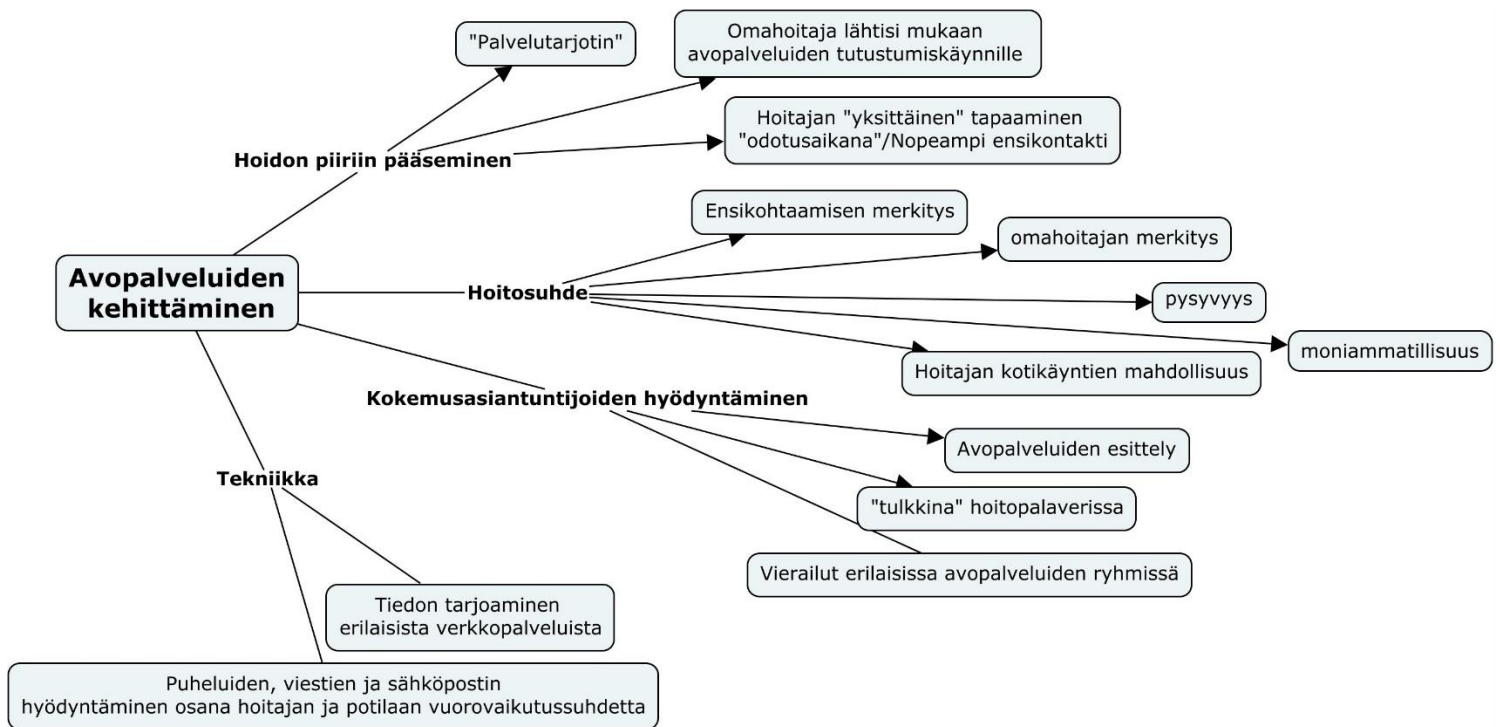 "Palvelutarjotin"
Omahoitaja lähtisi mukaan
avopalveluiden tutustumiskäynnille
Hoitajan "yksittäinen" tapaaminen
"odotusaikana"/Nopeampi ensikontakti
Hoidon piiriin pääseminen
Ensikohtaamisen merkitys
omahoitajan merkitys
Avopalveluiden
kehittäminen
Hoitosuhde
pysyvyys
moniammatillisuus
Hoitajan kotikäyntien mahdollisuus
Kokemusasiantuntijoiden hyödyntäminen
Avopalveluiden esittely
"tulkkina" hoitopalaverissa
Vierailut erilaisissa avopalveluiden ryhmissä
Tekniikka
Tiedon tarjoaminen
erilaisista verkkopalveluista
Puheluiden, viestien ja sähköpostin
hyödyntäminen osana hoitajan ja potilaan vuorovaikutussuhdetta